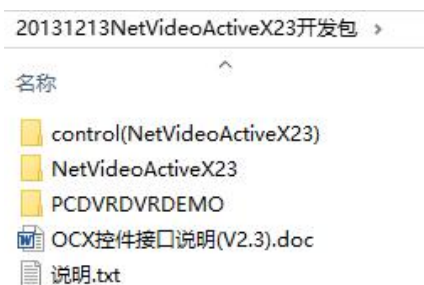 20131213NetVideoActiveX23开发包
名称
control(NetVideoActiveX23)
NetVideoActiveX23
PCDVRDVRDEMO
OCX控件接口说明(V2.3).doc
说明.txt